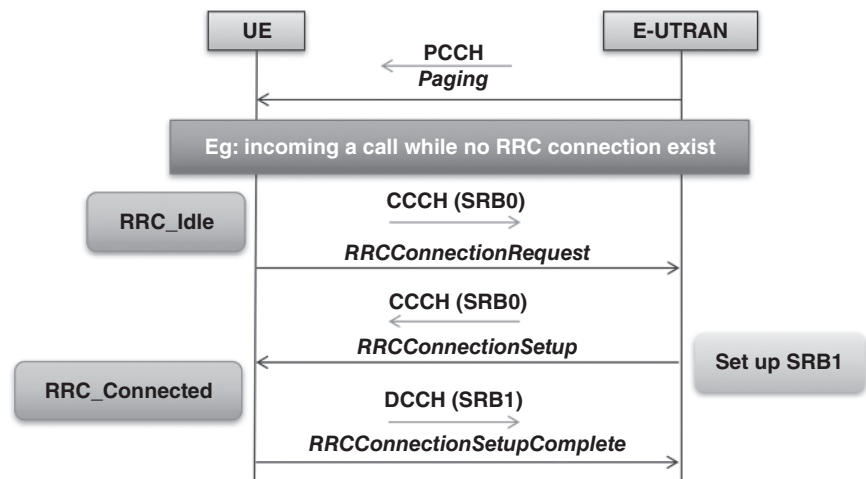 UE
E-UTRAN
PCCH
Paging
Eg: incoming a call while no RRC connection exist
RRC_Idle
CCCH (SRB0)
RRCConnectionRequest
CCCH (SRB0)
RRCConnectionSetup
Set up SRB1
RRC_Connected
DCCH (SRB1)
RRCConnectionSetupComplete